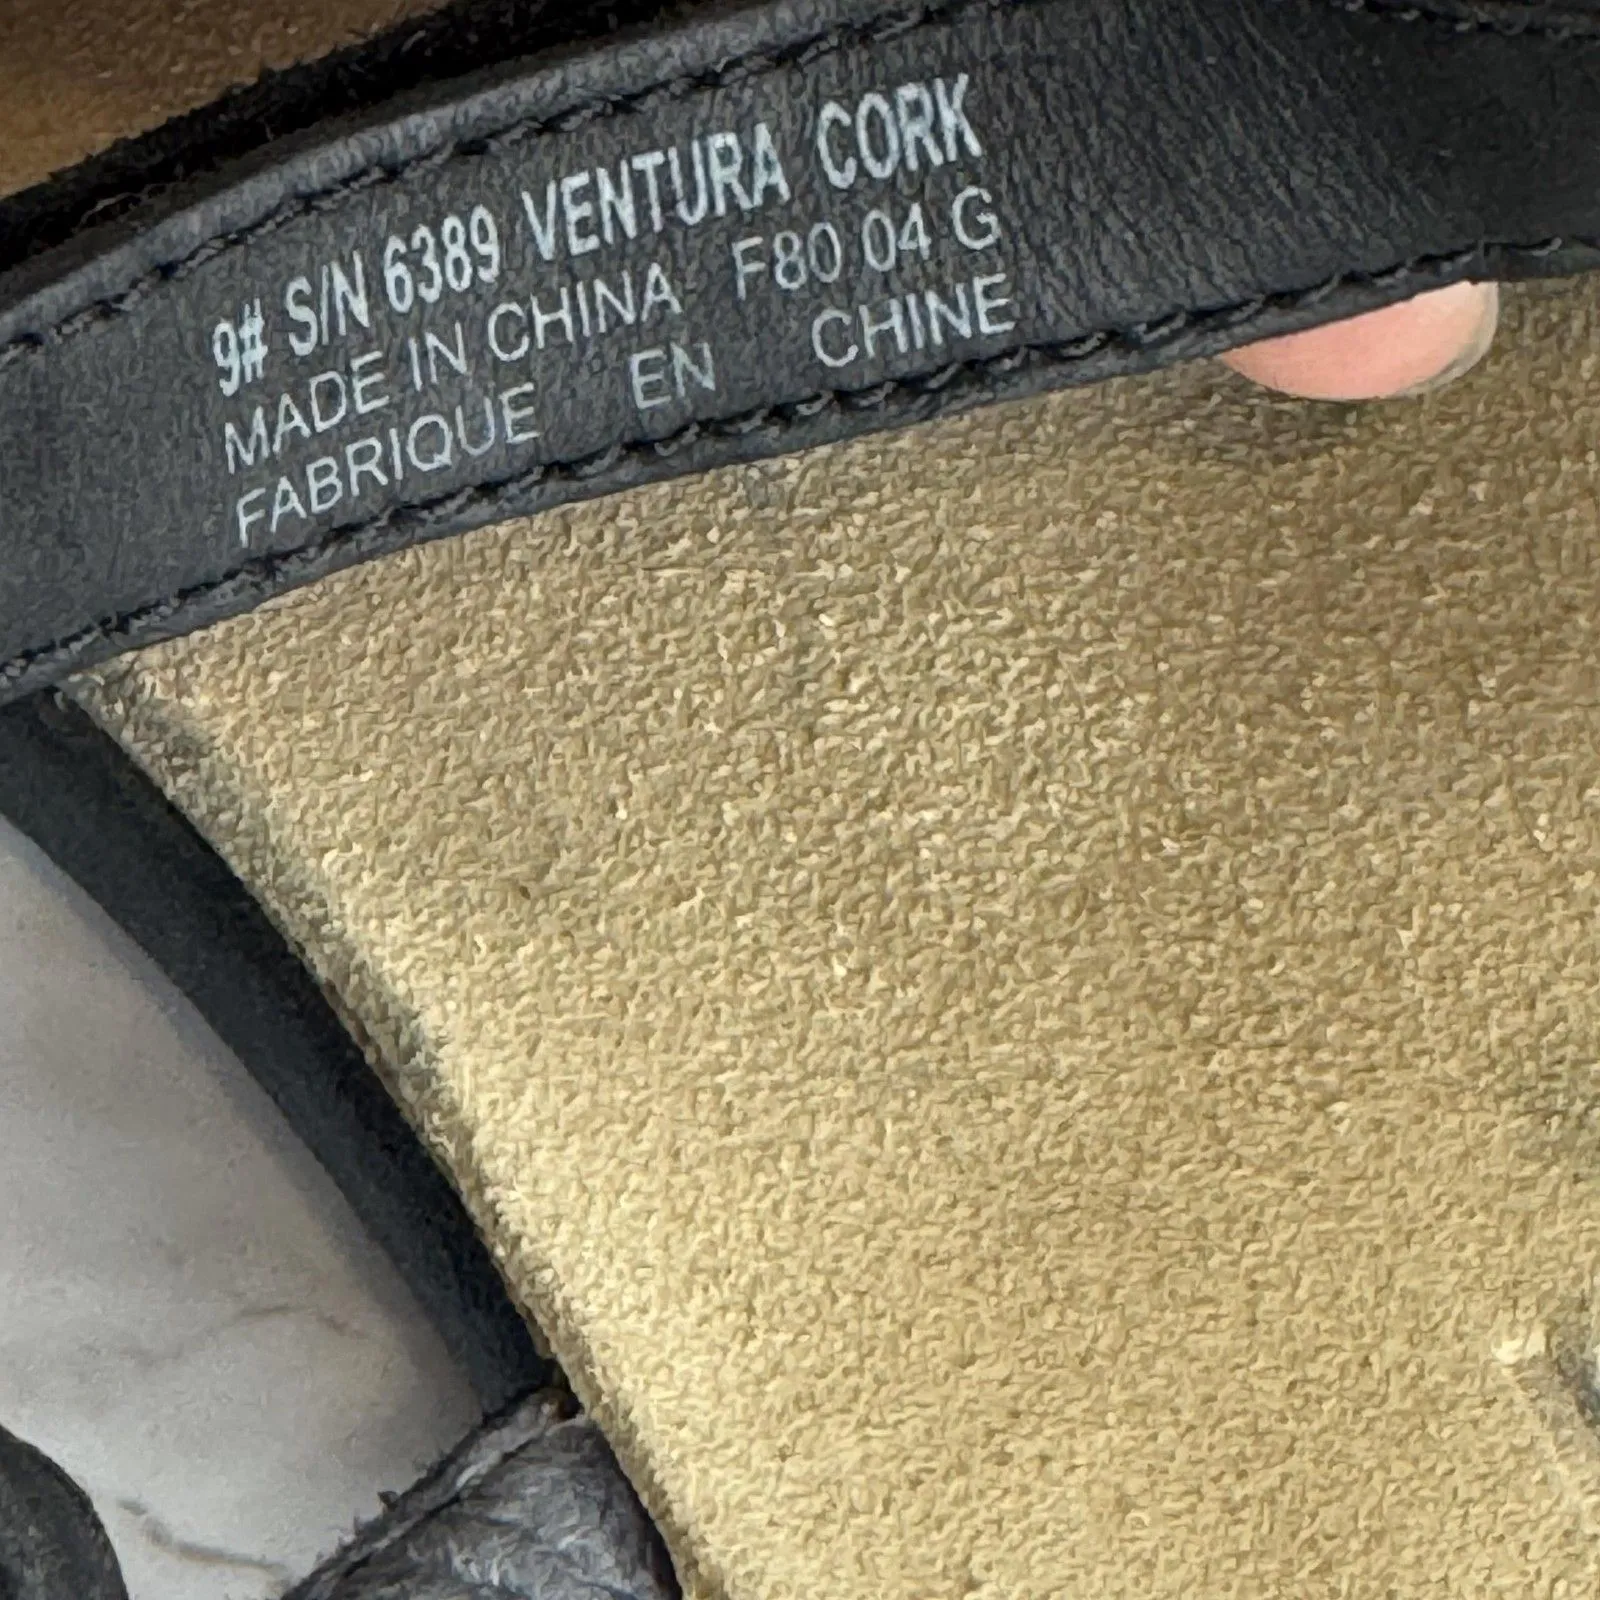 9# S/N 6389 VENTURA CORK
MADE IN CHINA F80 04 G
FABRIQUE EN CHINE